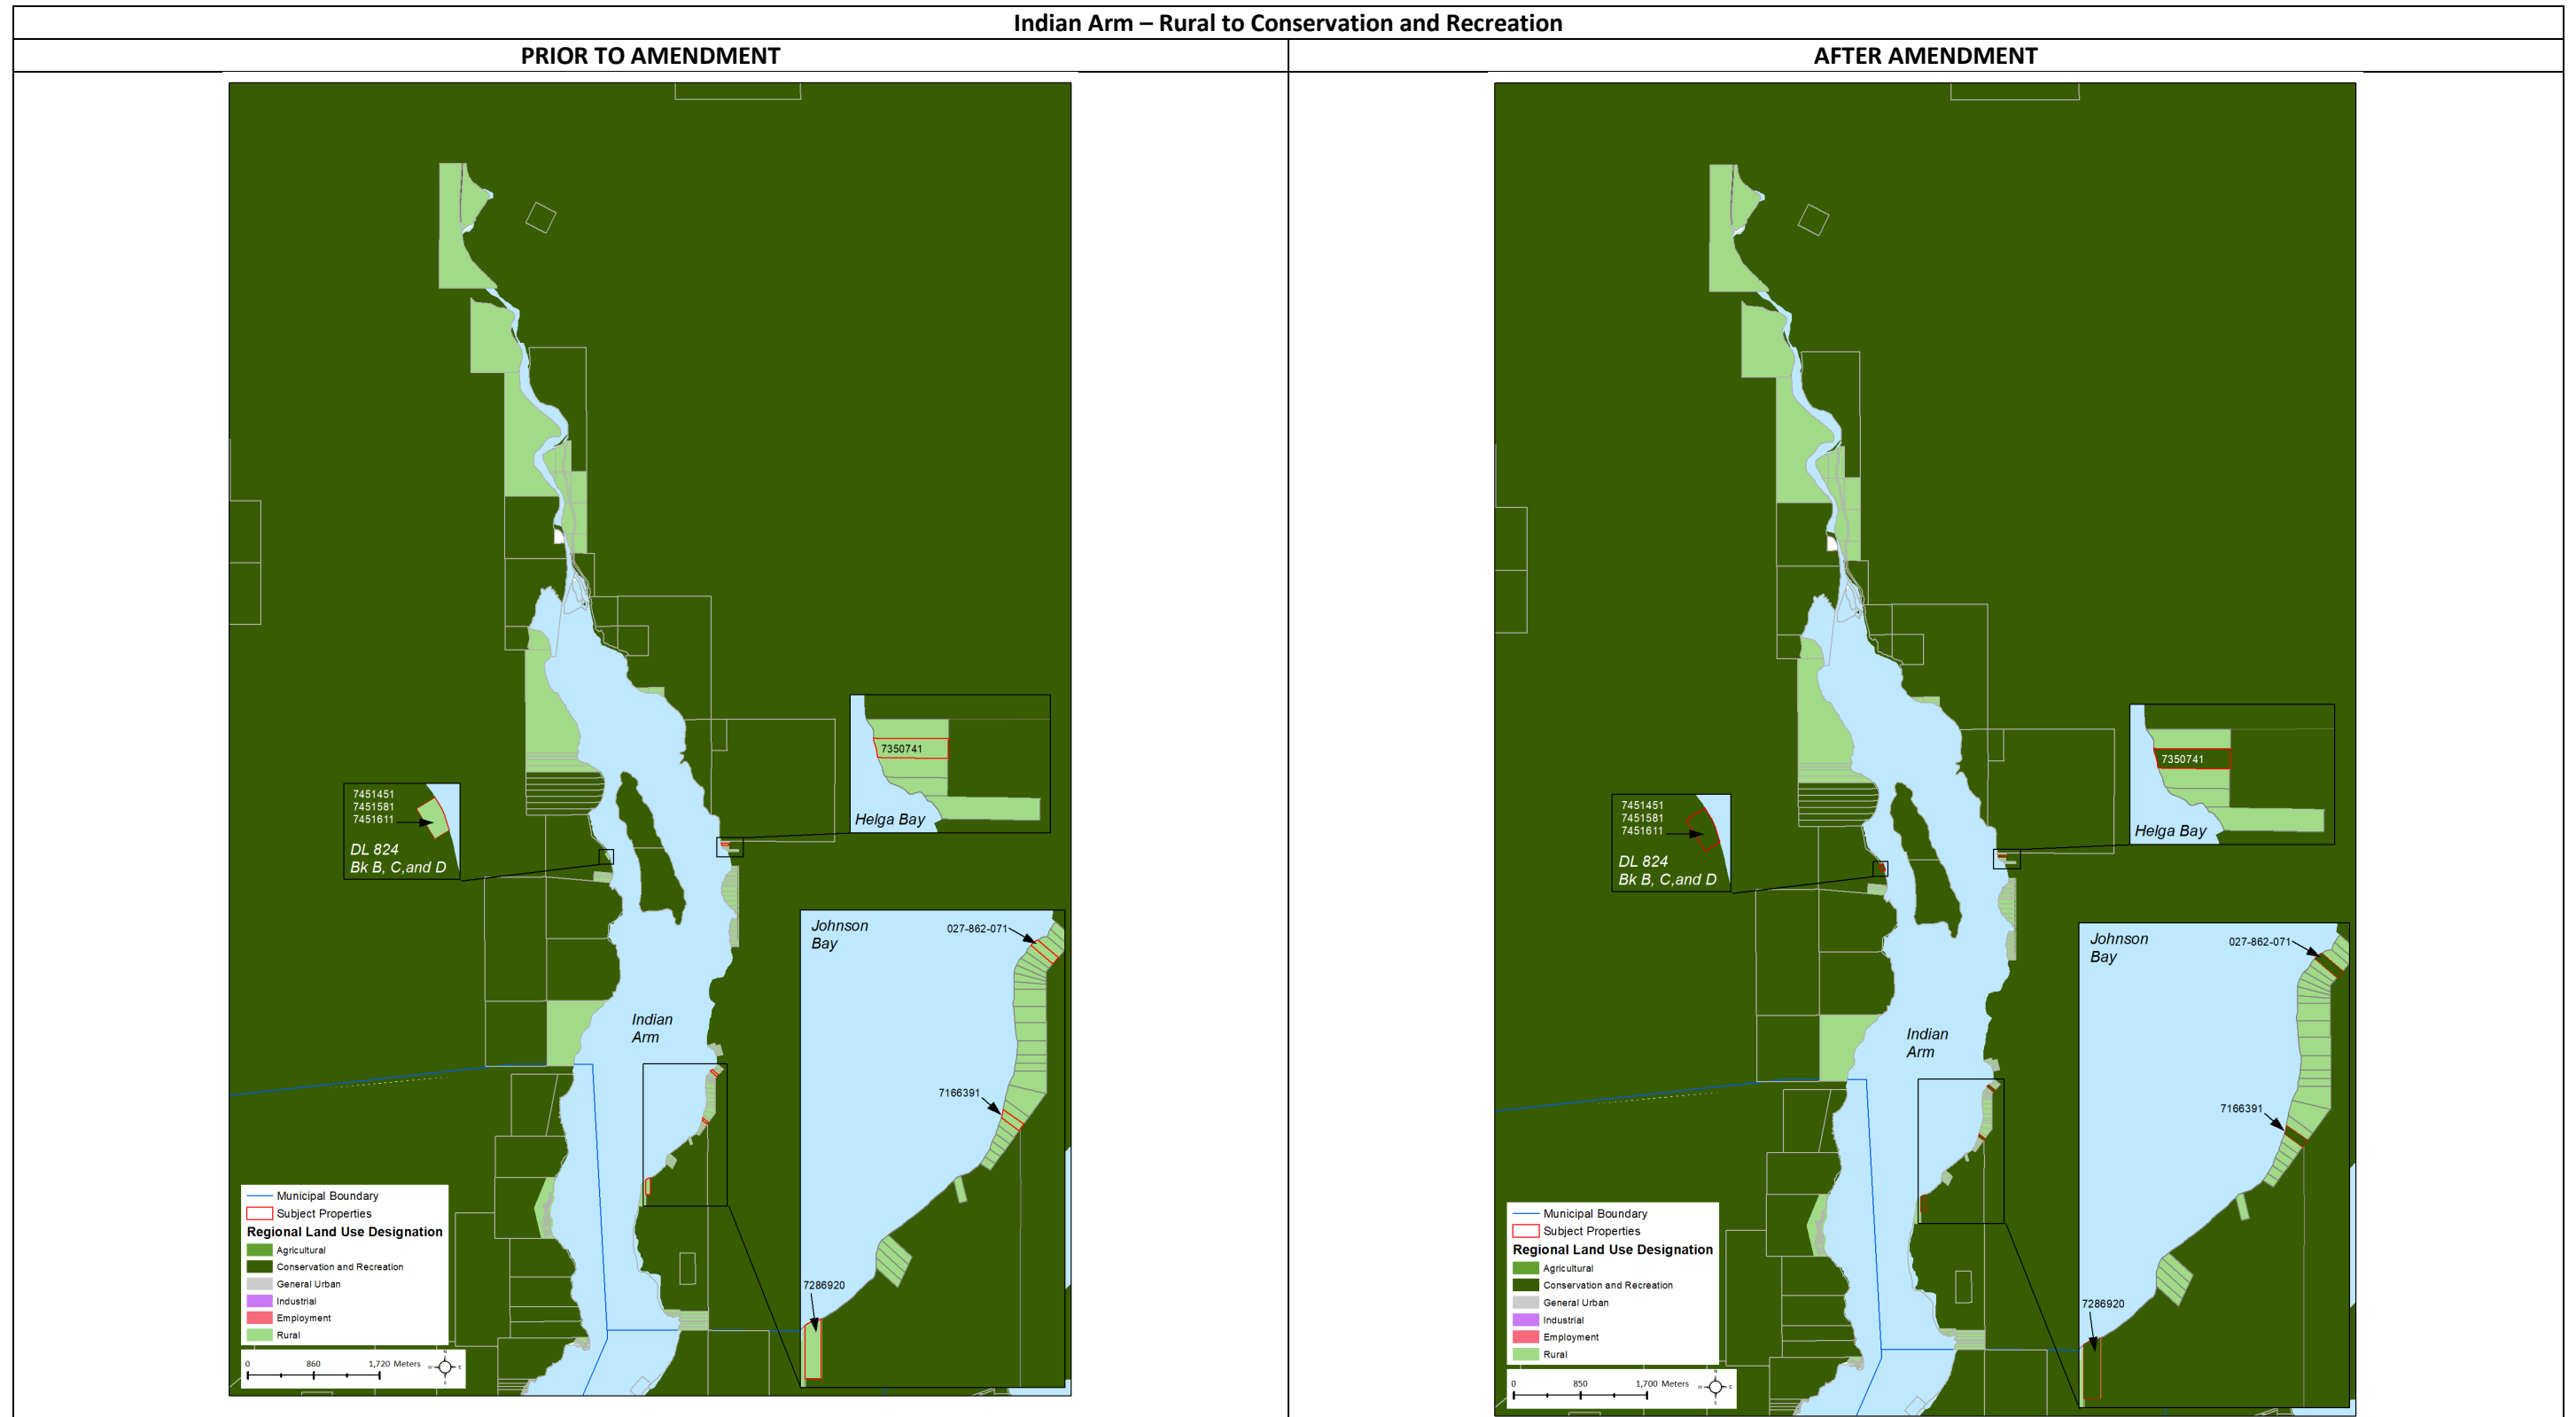 Indian Arm – Rural to Conservation and Recreation
PRIOR TO AMENDMENT
AFTER AMENDMENT
7350741
Helga Bay
7451451
7451581
7451611
DL 824
Bk B, C,and D
Johnson
Bay
027-862-071
Indian
Arm
7166391
7286920
Municipal Boundary
Subject Properties
Regional Land Use Designation
Agricultural
Conservation and Recreation
General Urban
Industrial
Employment
Rural
0 860 1,720 Meters
N
W E
S
7350741
Helga Bay
7451451
7451581
7451611
DL 824
Bk B, C,and D
Johnson
Bay
027-862-071
Indian
Arm
7166391
7286920
Municipal Boundary
Subject Properties
Regional Land Use Designation
Agricultural
Conservation and Recreation
General Urban
Industrial
Employment
Rural
0 850 1,700 Meters
N
W E
S